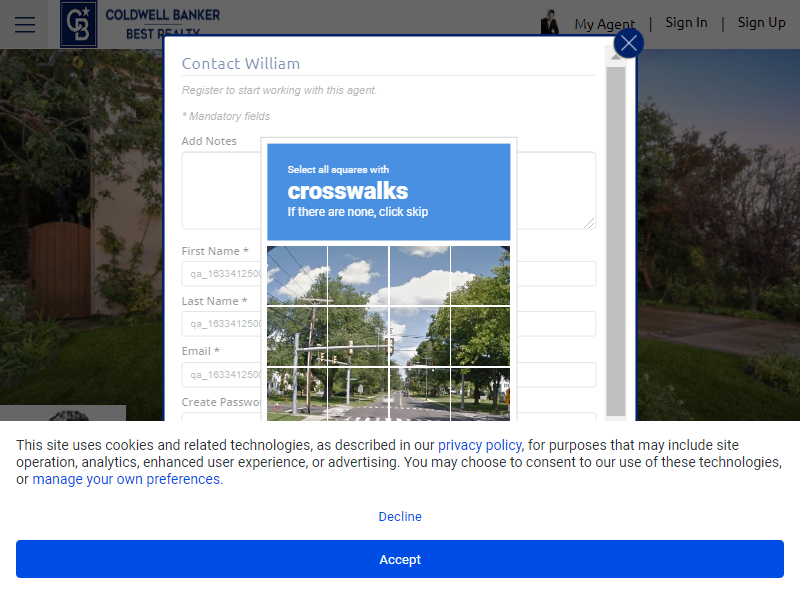 COLDWELL BANKER
BEST REALTY
My Agent | Sign In | Sign Up
Contact William
Register to start working with this agent.
* Mandatory fields
Add Notes
Select all squares with
crosswalks
If there are none, click skip
First Name *
qa_1633412500
Last Name *
qa_1633412500
Email *
qa_1633412500
Create Passwo
This site uses cookies and related technologies, as described in our privacy policy, for purposes that may include site
operation, analytics, enhanced user experience, or advertising. You may choose to consent to our use of these technologies,
or manage your own preferences.
Decline
Accept